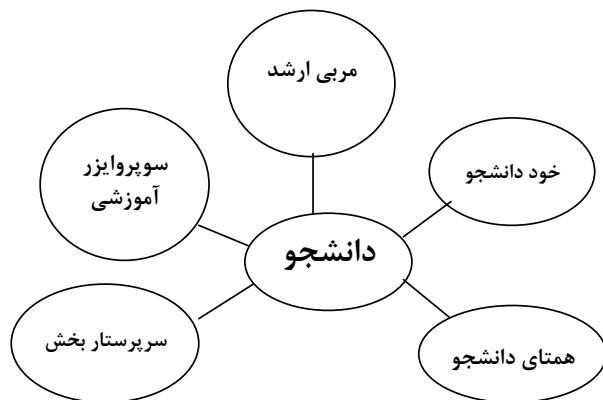 مربی ارشد
سوپروایزر
آموزشی
خود دانشجو
دانشجو
سرپرستار بخش
همتای دانشجو